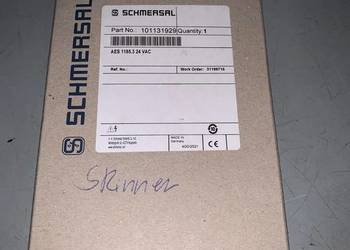 SCHMERSAL
SCHMERSAL
Part No.: 101131929 Quantity: 1
AES 1185.3 24 VAC
Ref. No.:
Work Order:
MADE IN
Germany
CE
Skinner